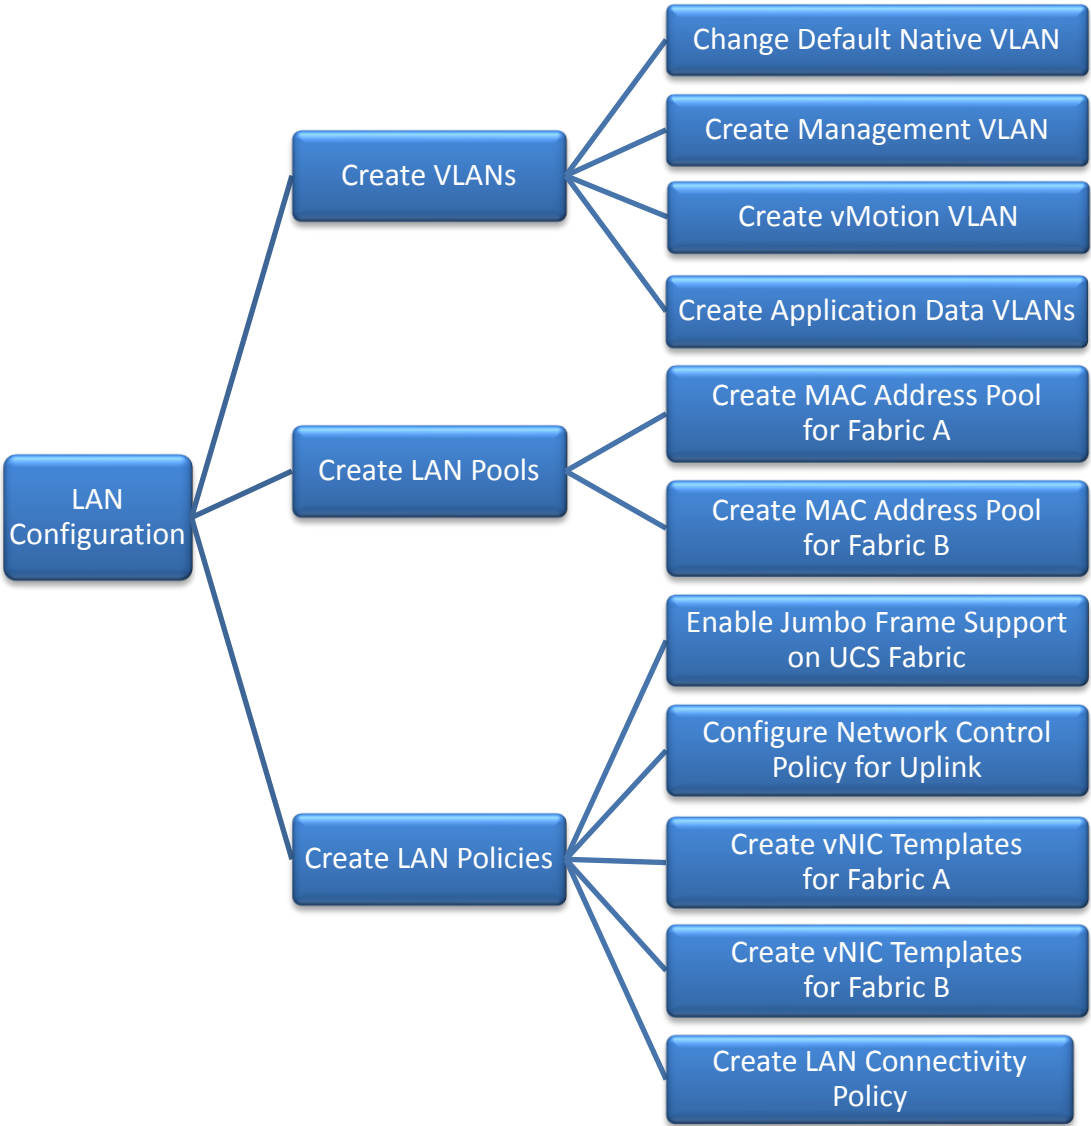 LAN
Configuration
Create VLANs
Change Default Native VLAN
Create Management VLAN
Create vMotion VLAN
Create Application Data VLANs
Create LAN Pools
Create MAC Address Pool
for Fabric A
Create MAC Address Pool
for Fabric B
Create LAN Policies
Enable Jumbo Frame Support
on UCS Fabric
Configure Network Control
Policy for Uplink
Create vNIC Templates
for Fabric A
Create vNIC Templates
for Fabric B
Create LAN Connectivity
Policy